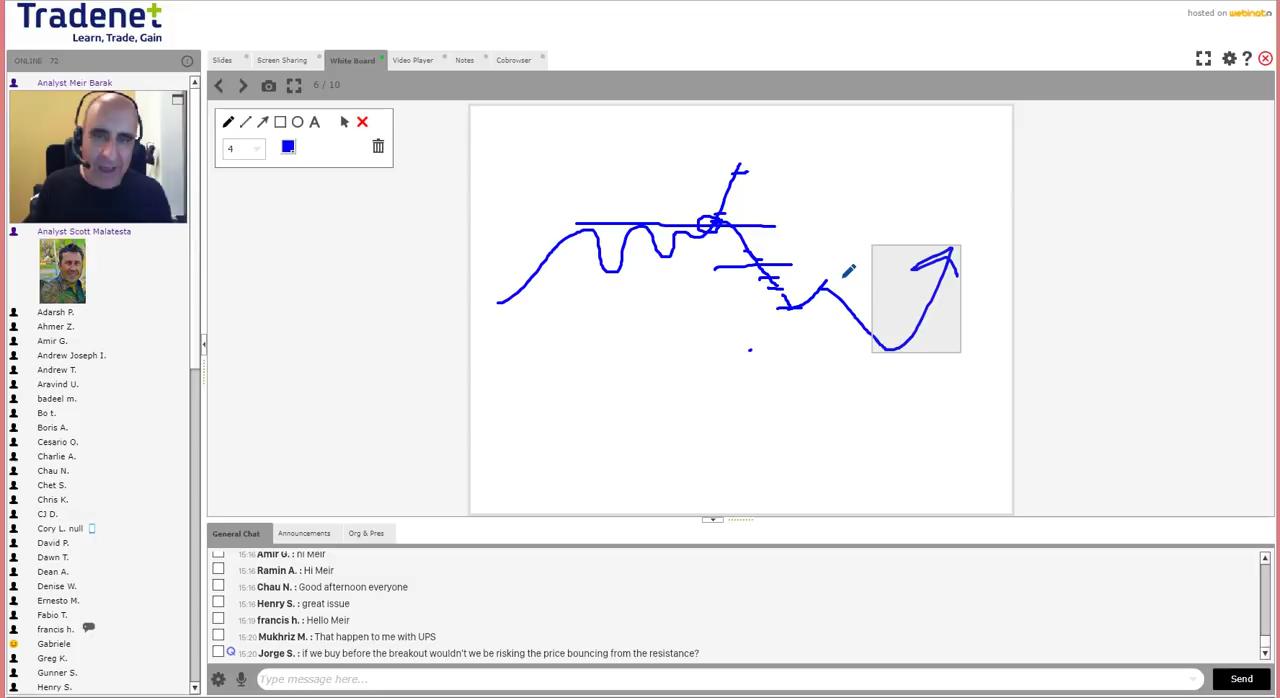 Tradenet+
Learn, Trade, Gain
hosted on webinato
ONLINE 72
Slides
Screen Sharing
White Board
Video Player
Notes
Cobrowser
6 / 10
4
A
Analyst Meir Barak
Analyst Scott Malatesta
Adarsh P.
Ahmer Z.
Amir G.
Andrew Joseph I.
Andrew T.
Aravind U.
badeel m.
Bo t.
Boris A.
Cesario O.
Charlie A.
Chau N.
Chet S.
Chris K.
CJ D.
Cory L. null
David P.
Dawn T.
Dean A.
Denise W.
Ernesto M.
Fabio T.
francis h.
Gabriele
Greg K.
Gunner S.
Henry S.
General Chat
Announcements
Org & Pres
15:16 Amir G. : hi Meir
15:16 Ramin A. : Hi Meir
15:16 Chau N. : Good afternoon everyone
15:16 Henry S. : great issue
15:19 francis h. : Hello Meir
15:20 Mukhriz M. : That happen to me with UPS
Q 15:20 Jorge S. : if we buy before the breakout wouldn't we be risking the price bouncing from the resistance?
Type message here...
Send